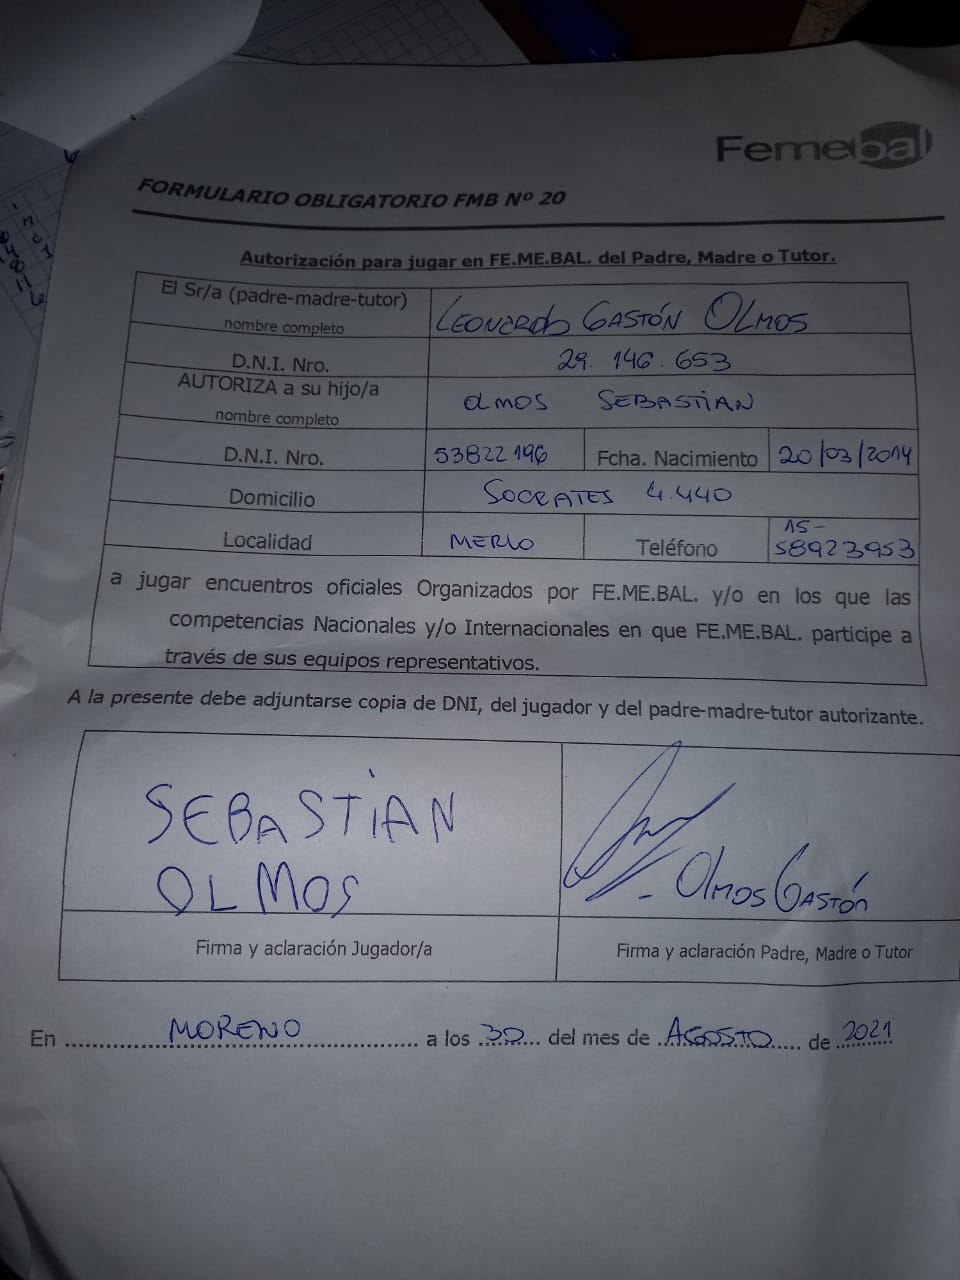 Femebal
FORMULARIO OBLIGATORIO FMB Nº 20
Autorización para jugar en FE.ME.BAL. del Padre, Madre o Tutor.
El Sr/a (padre-madre-tutor)
nombre completo
LEONARDO GASTÓN OLMOS
D.N.I. Nro.
29.146.653
AUTORIZA a su hijo/a
nombre completo
OLMOS SEBASTIAN
D.N.I. Nro.
53822196
Fcha. Nacimiento
20/03/2014
Domicilio
SOCRATES 4.440
Localidad
MERLO
Teléfono
15-
58923953
a jugar encuentros oficiales Organizados por FE.ME.BAL. y/o en los que las
competencias Nacionales y/o Internacionales en que FE.ME.BAL. participe a
través de sus equipos representativos.
A la presente debe adjuntarse copia de DNI, del jugador y del padre-madre-tutor autorizante.
SEBASTIAN
OLMOS
- OLMOS GASTÓN
Firma y aclaración Jugador/a
Firma y aclaración Padre, Madre o Tutor
En MORENO a los 30 del mes de AGOSTO de 2021